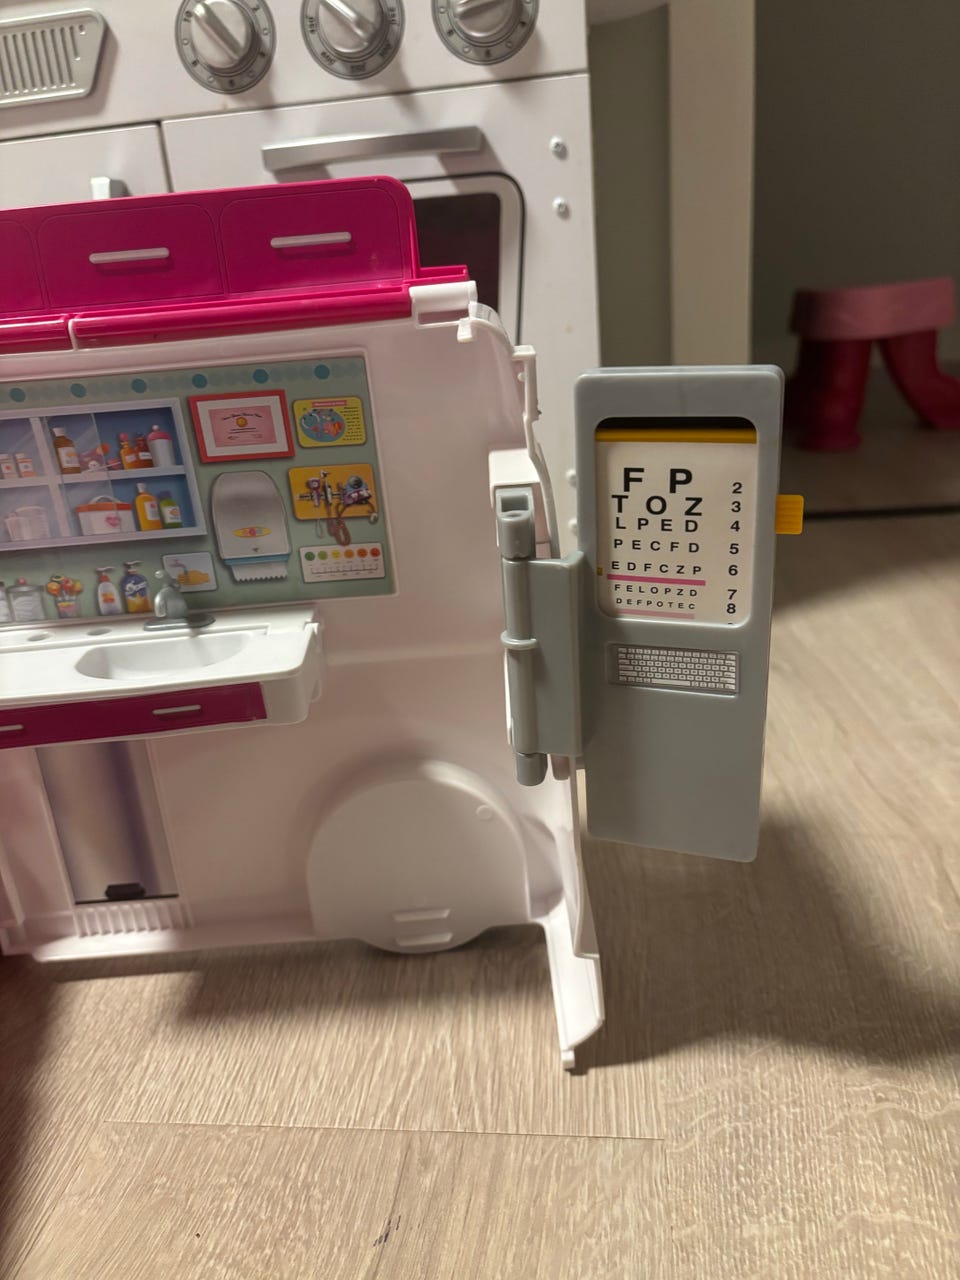 F P 2
T O Z 3
L P E D 4
P E C F D 5
E D F C Z P 6
F E L O P Z D 7
D E F P O T E C 8